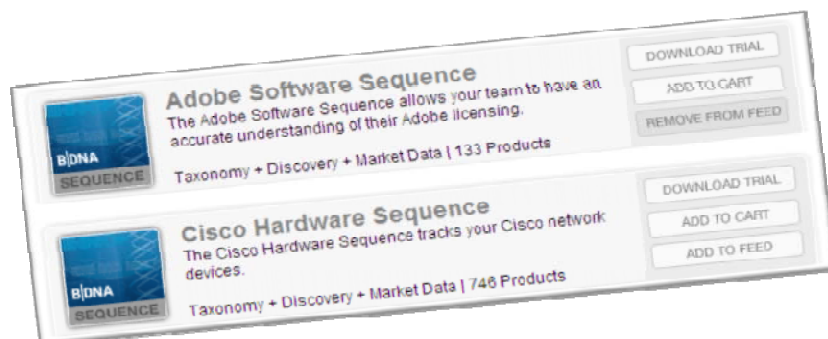 B|DNA
SEQUENCE
Adobe Software Sequence
The Adobe Software Sequence allows your team to have an
accurate understanding of their Adobe licensing.
Taxonomy + Discovery + Market Data | 133 Products
DOWNLOAD TRIAL
ADD TO CART
REMOVE FROM FEED
B|DNA
SEQUENCE
Cisco Hardware Sequence
The Cisco Hardware Sequence tracks your Cisco network
devices.
Taxonomy + Discovery + Market Data | 746 Products
DOWNLOAD TRIAL
ADD TO CART
ADD TO FEED